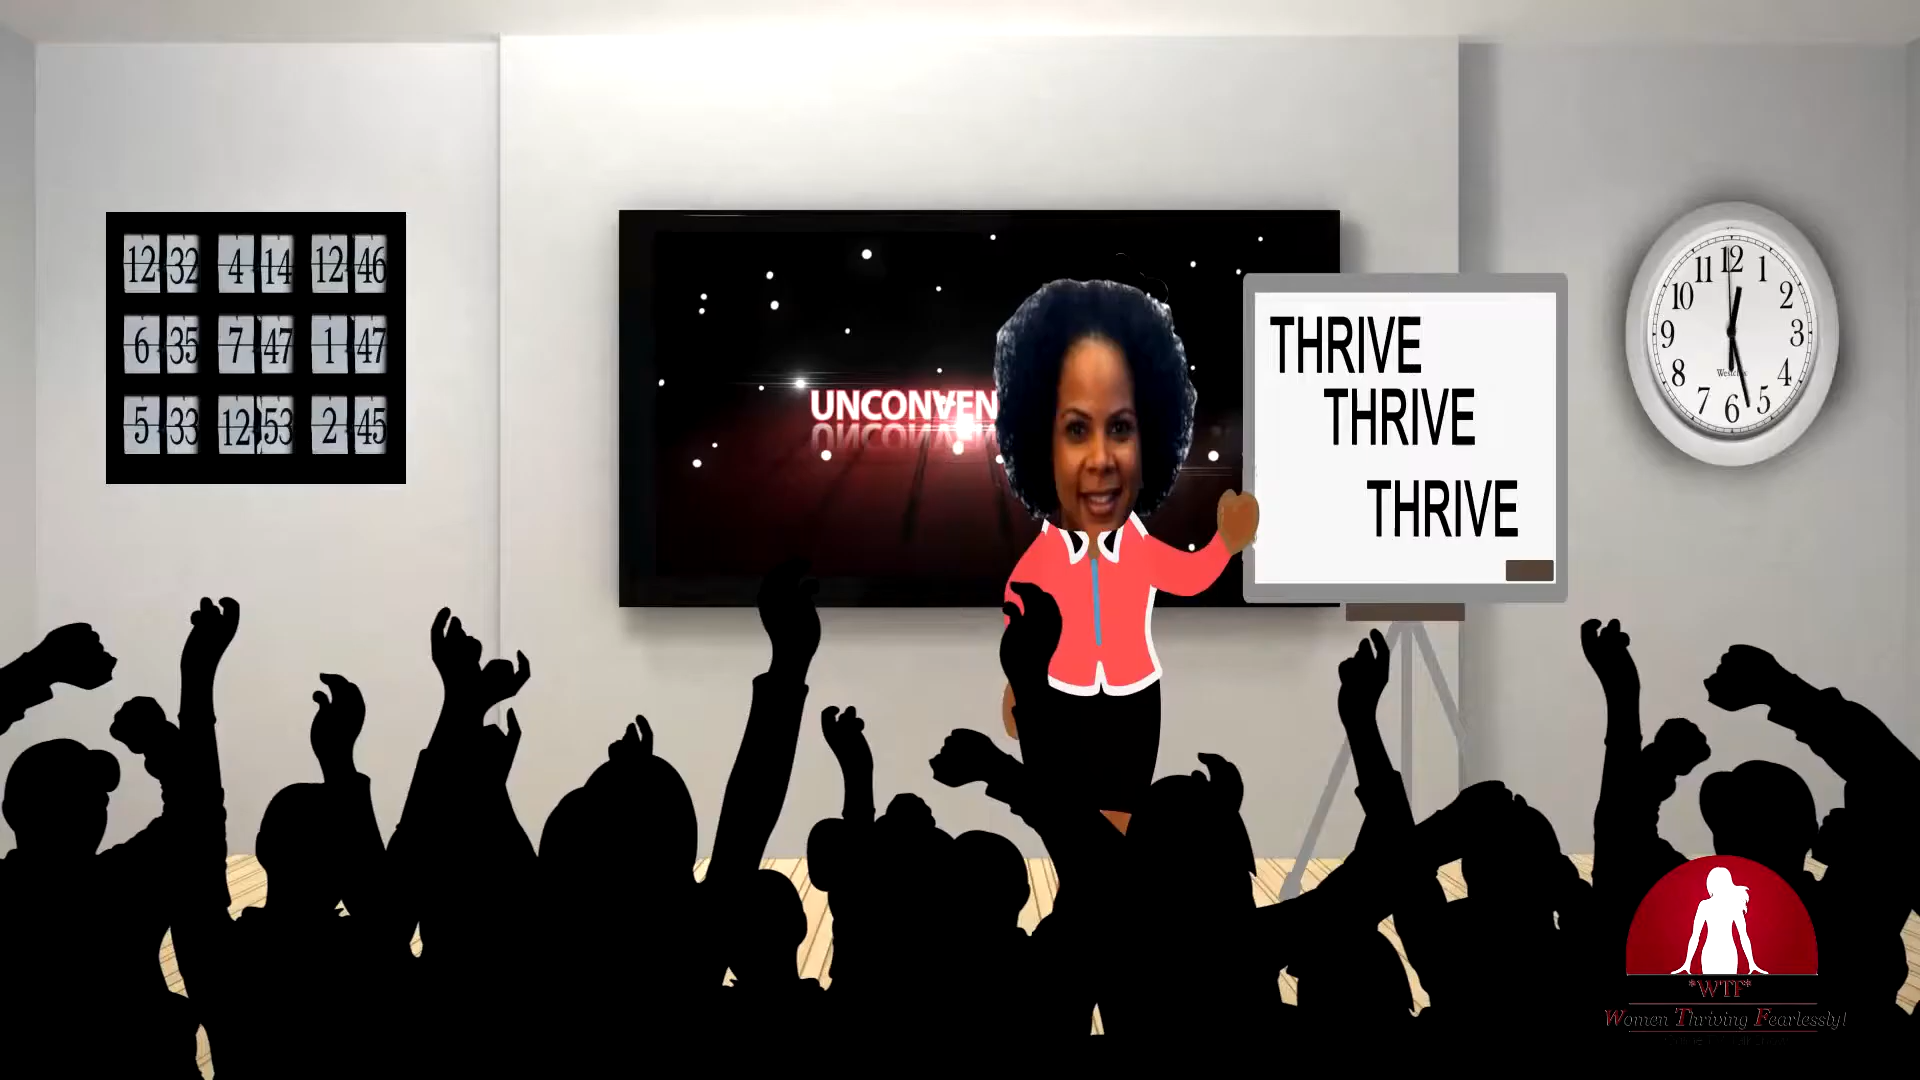 12 32 4 14 12 46
6 35 7 47 1 47
5 33 12 53 2 45
UNCONVEN
THRIVE
THRIVE
THRIVE
12
11 1
10 2
9 3
8 4
7 5
6
*WTF*
Women Thriving Fearlessly!